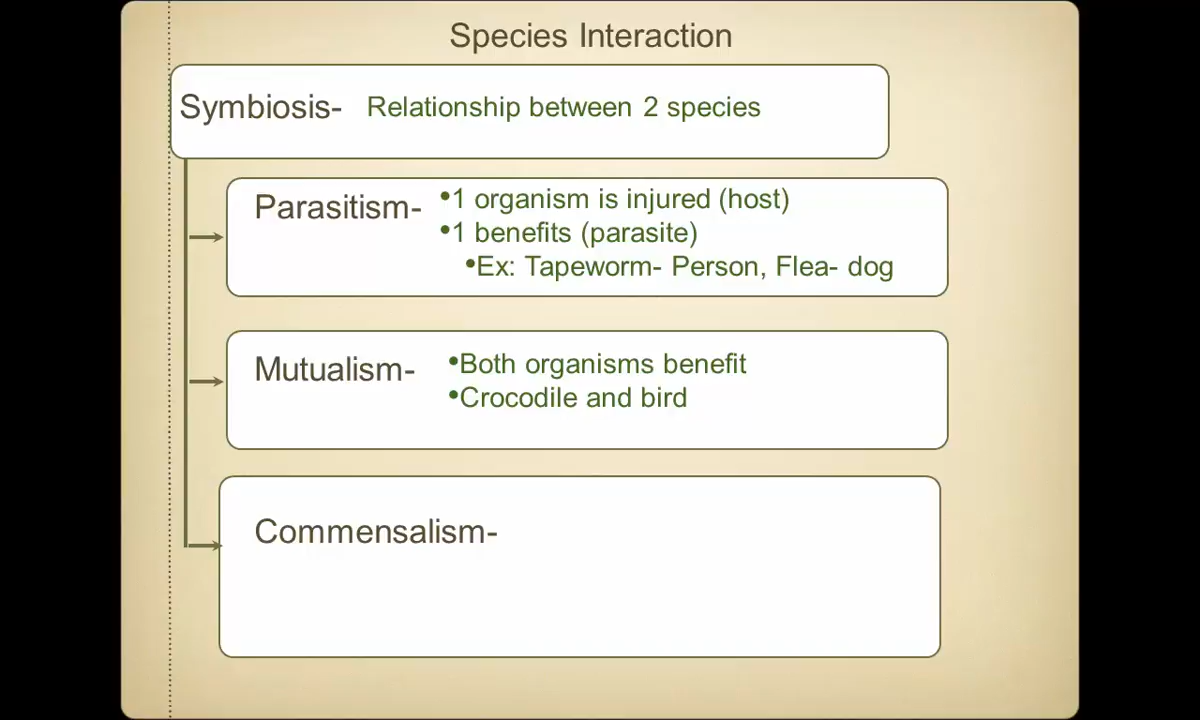 Species Interaction
Symbiosis- Relationship between 2 species
Parasitism- •1 organism is injured (host)
•1 benefits (parasite)
•Ex: Tapeworm- Person, Flea- dog
Mutualism- •Both organisms benefit
•Crocodile and bird
Commensalism-